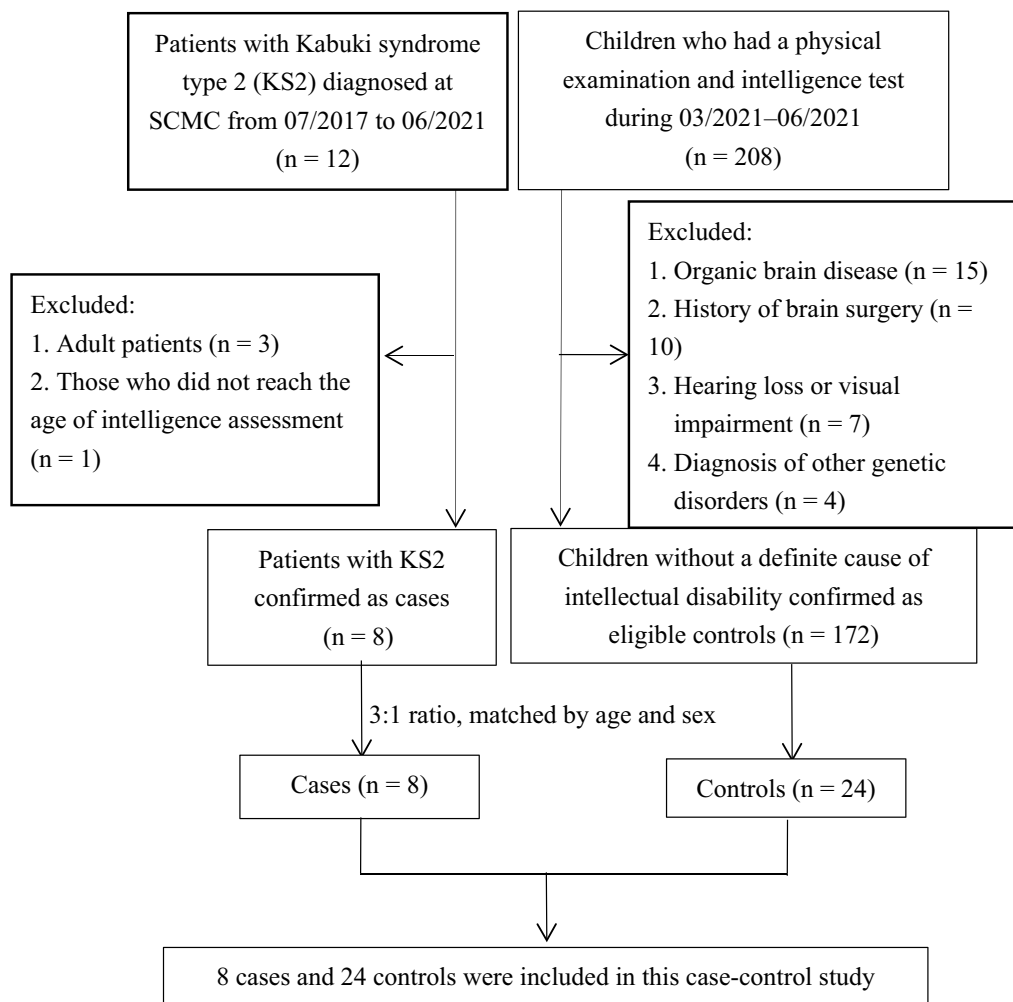 Patients with Kabuki syndrome
type 2 (KS2) diagnosed at
SCMC from 07/2017 to 06/2021
(n = 12)
Children who had a physical
examination and intelligence test
during 03/2021–06/2021
(n = 208)
Excluded:
1. Adult patients (n = 3)
2. Those who did not reach the
age of intelligence assessment
(n = 1)
Excluded:
1. Organic brain disease (n = 15)
2. History of brain surgery (n =
10)
3. Hearing loss or visual
impairment (n = 7)
4. Diagnosis of other genetic
disorders (n = 4)
Patients with KS2
confirmed as cases
(n = 8)
Children without a definite cause of
intellectual disability confirmed as
eligible controls (n = 172)
3:1 ratio, matched by age and sex
Cases (n = 8)
Controls (n = 24)
8 cases and 24 controls were included in this case-control study